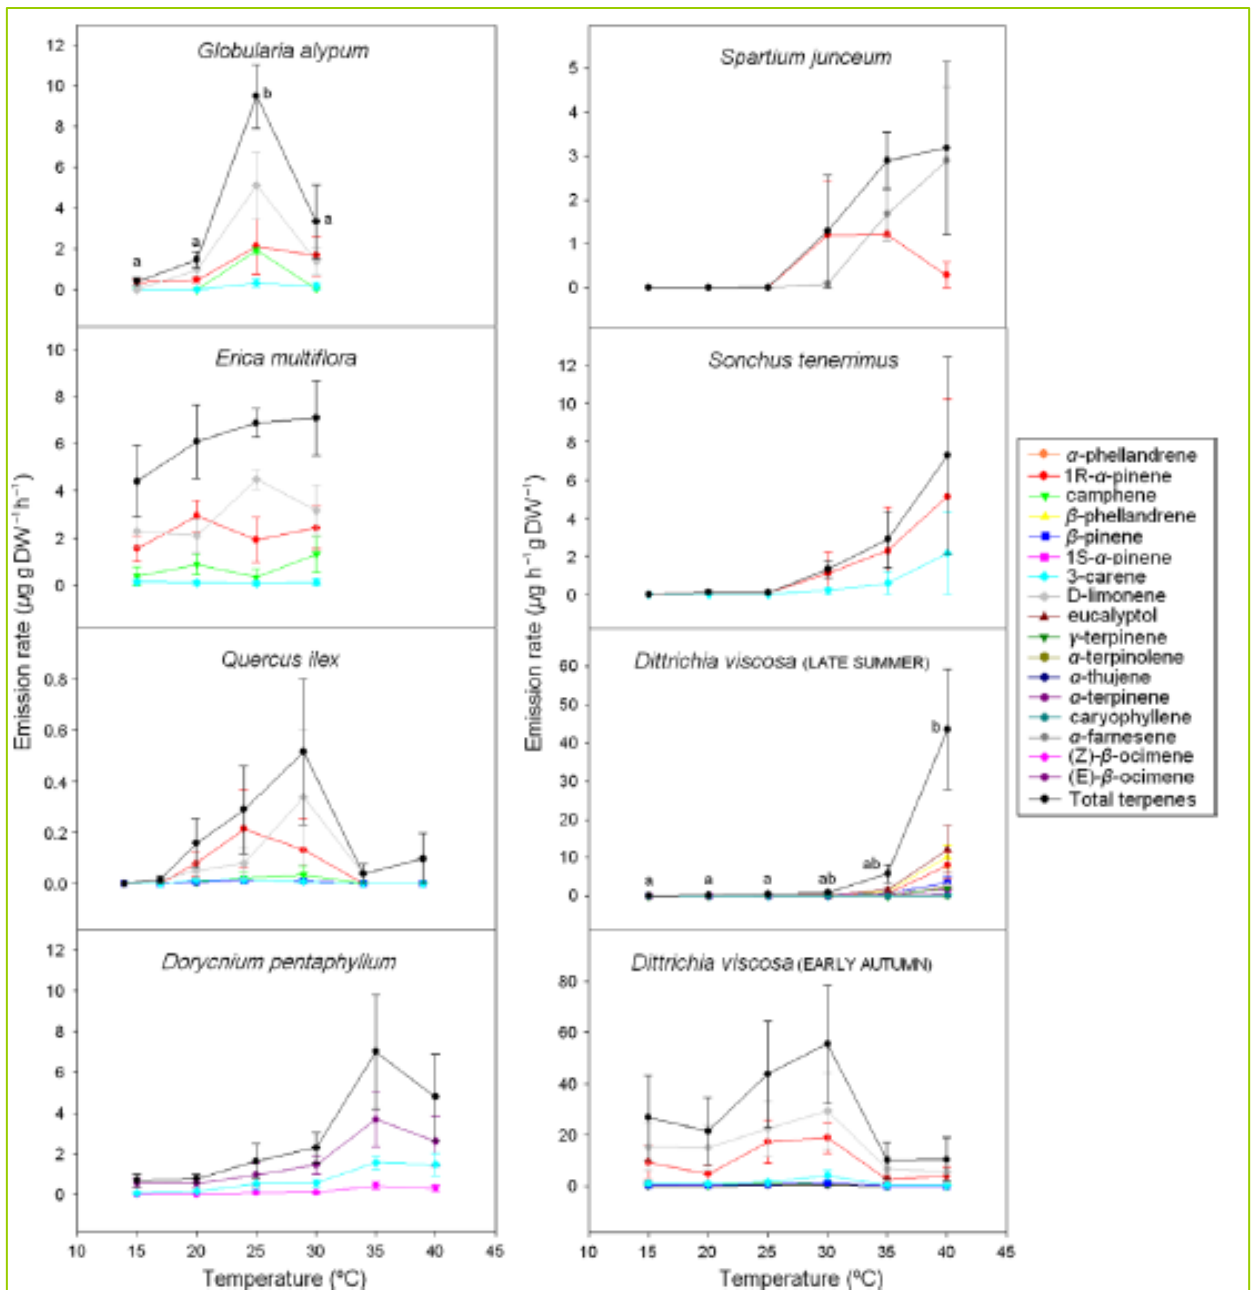 Globularia alypum
12
10
8
6
4
2
0
a
a
b
a
Spartium junceum
5
4
3
2
1
0
Erica multiflora
10
8
6
4
2
0
Sonchus tenerrimus
12
10
8
6
4
2
0
Emission rate (µg g DW⁻¹ h⁻¹)
Emission rate (µg h⁻¹ g DW⁻¹)
Quercus ilex
0.8
0.6
0.4
0.2
0.0
Dittrichia viscosa (LATE SUMMER)
60
50
40
30
20
10
0
a
a
a
ab
ab
b
Dorycnium pentaphyllum
12
10
8
6
4
2
0
10
15
20
25
30
35
40
45
Temperature (ºC)
Dittrichia viscosa (EARLY AUTUMN)
80
60
40
20
0
10
15
20
25
30
35
40
45
Temperature (ºC)
α-phellandrene
1R-α-pinene
camphene
β-phellandrene
β-pinene
1S-α-pinene
3-carene
D-limonene
eucalyptol
γ-terpinene
α-terpinolene
α-thujene
α-terpinene
caryophyllene
α-farnesene
(Z)-β-ocimene
(E)-β-ocimene
Total terpenes